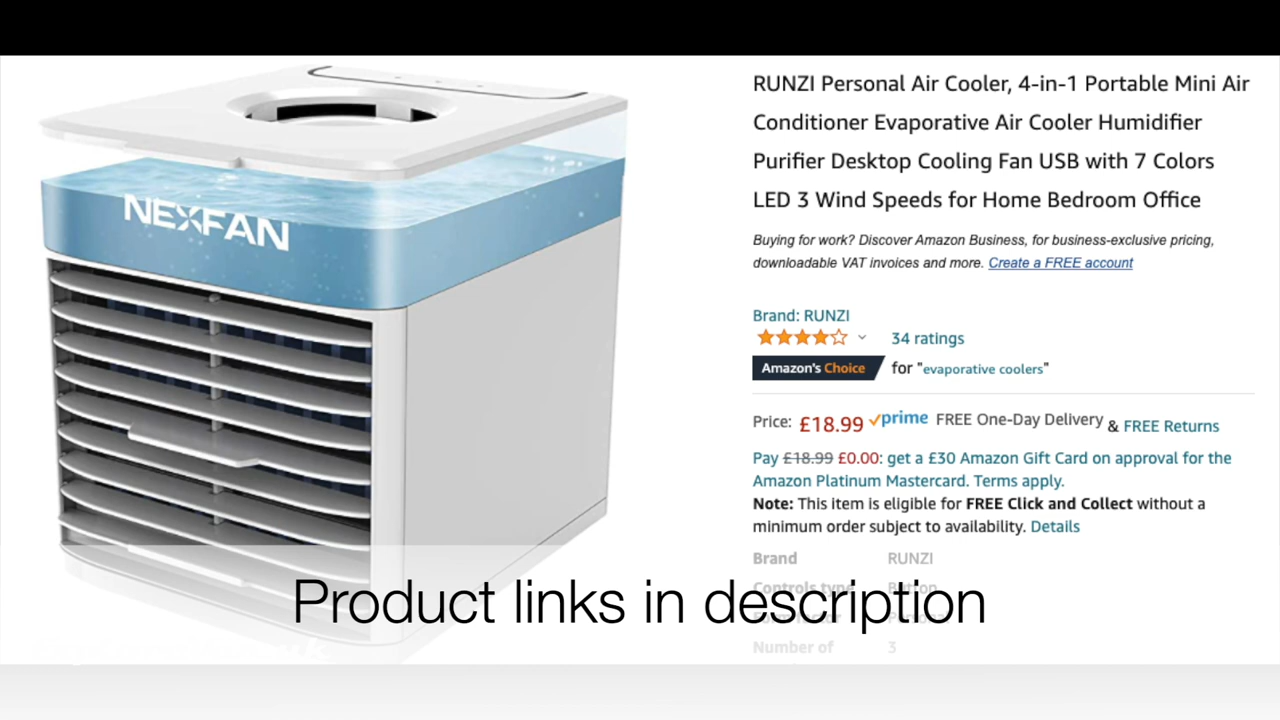 NEXFAN
RUNZI Personal Air Cooler, 4-in-1 Portable Mini Air
Conditioner Evaporative Air Cooler Humidifier
Purifier Desktop Cooling Fan USB with 7 Colors
LED 3 Wind Speeds for Home Bedroom Office
Buying for work? Discover Amazon Business, for business-exclusive pricing,
downloadable VAT invoices and more. Create a FREE account
Brand: RUNZI
34 ratings
Amazon's Choice for "evaporative coolers"
Price: £18.99 prime FREE One-Day Delivery & FREE Returns
Pay £18.99 £0.00: get a £30 Amazon Gift Card on approval for the
Amazon Platinum Mastercard. Terms apply.
Note: This item is eligible for FREE Click and Collect without a
minimum order subject to availability. Details
Brand RUNZI
Controls type Button
Product links in description
Number of 3